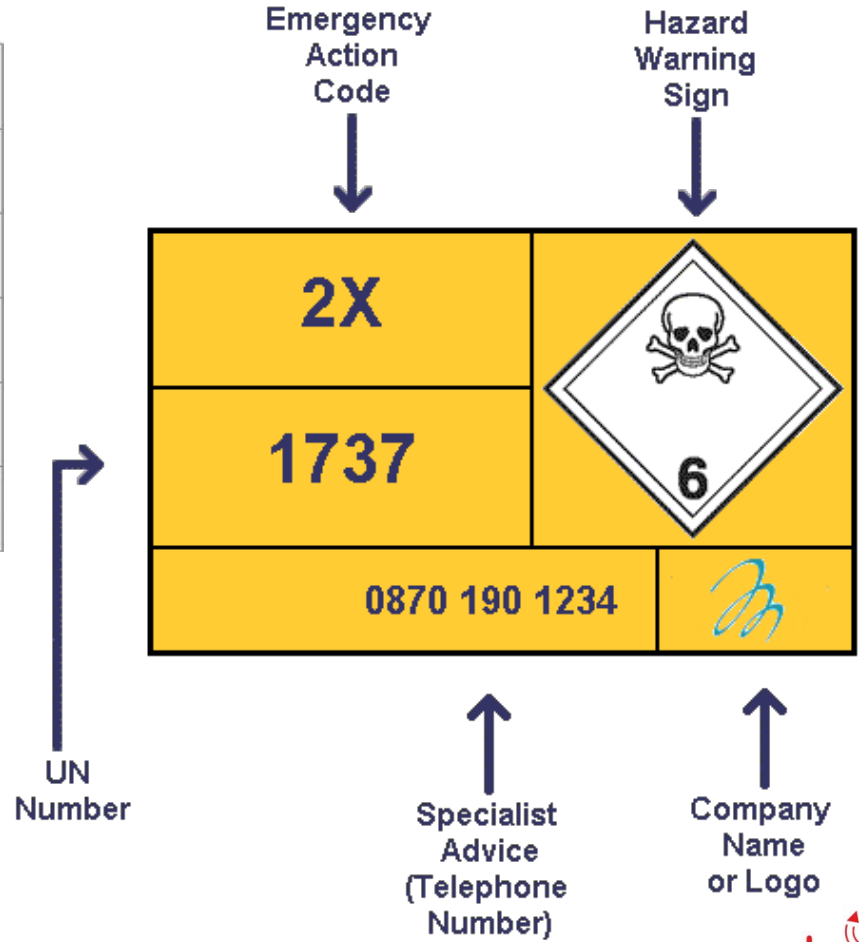 Emergency
Action
Code
Hazard
Warning
Sign
2X
1737
6
0870 190 1234
UN
Number
Specialist
Advice
(Telephone
Number)
Company
Name
or Logo